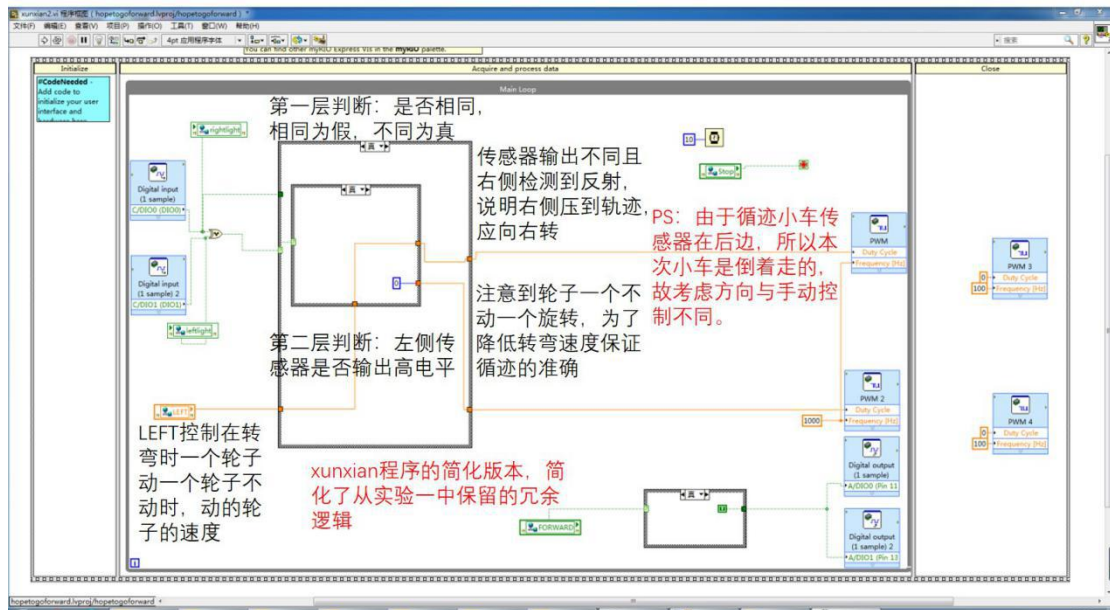 xunxian2.vi 程序框图 ( hopetogoforward.lvproj/hopetogoforward ) *
文件(F) 编辑(E) 查看(V) 项目(P) 操作(O) 工具(T) 窗口(W) 帮助(H)
4pt 应用程序字体
搜索
You can find other myRIO Express VIs in the myRIO palette.
Initialize
Acquire and process data
Close
#CodeNeeded -
Add code to
initialize your user
interface and
Main Loop
第一层判断：是否相同，
相同为假，不同为真
rightlight
真
10
Stop
传感器输出不同且
右侧检测到反射，
说明右侧压到轨迹，
应向右转
PS：由于循迹小车传
感器在后边，所以本
次小车是倒着走的，
故考虑方向与手动控
制不同。
Digital input
(1 sample)
C/DIO0 (DIO0)
真
Digital input
(1 sample) 2
C/DIO1 (DIO1)
leftlight
0
PWM
Duty Cycle
Frequency [Hz]
PWM 3
0
Duty Cycle
100
Frequency [Hz]
注意到轮子一个不
动一个旋转，为了
降低转弯速度保证
循迹的准确
第二层判断：左侧传
感器是否输出高电平
LEFT
LEFT控制在转
弯时一个轮子
动一个轮子不
动时，动的轮
子的速度
PWM 2
Duty Cycle
1000
Frequency [Hz]
PWM 4
0
Duty Cycle
100
Frequency [Hz]
xunxian程序的简化版本，简
化了从实验一中保留的冗余
逻辑
FORWARD
真
Digital output
(1 sample)
A/DIO0 (Pin 11
Digital output
(1 sample) 2
A/DIO1 (Pin 13
i
hopetogoforward.lvproj/hopetogoforward